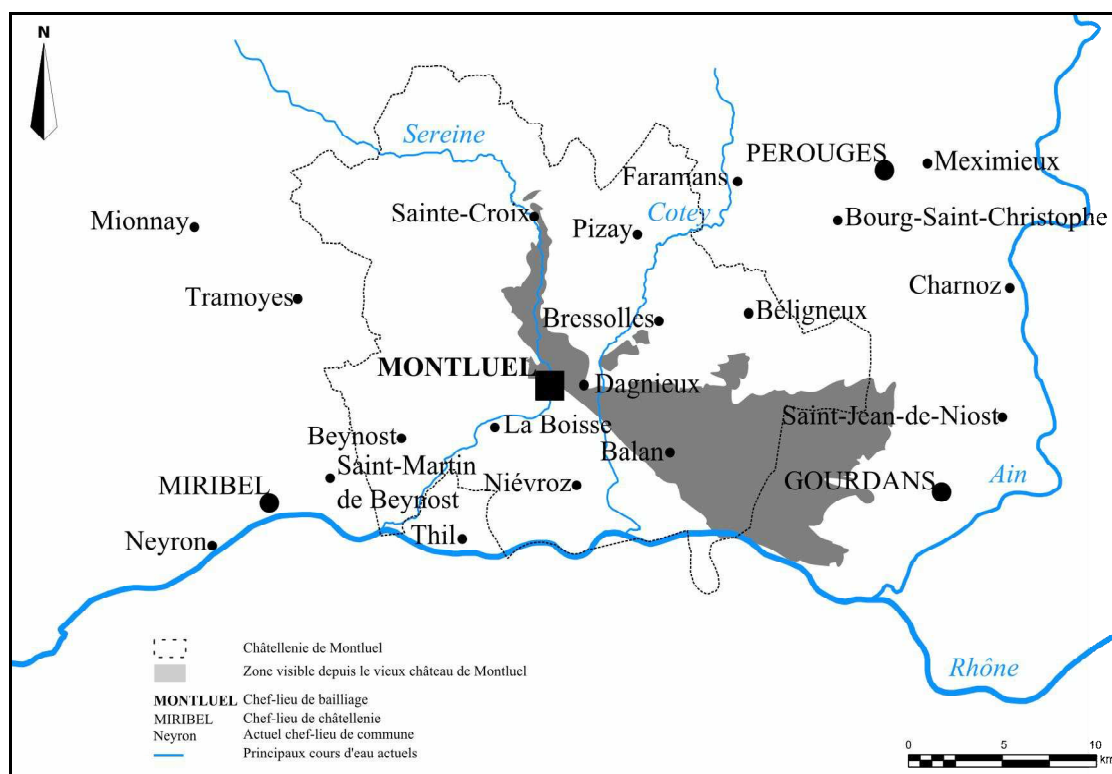 N
Sereine
PEROUGES
Meximieux
Faramans
Sainte-Croix
Cotey
Bourg-Saint-Christophe
Mionnay
Pizay
Charnoz
Tramoyes
Béligneux
Bressolles
MONTLUEL
Dagnieux
Saint-Jean-de-Niost
La Boisse
Beynost
Balan
Saint-Martin
de Beynost
MIRIBEL
Niévroz
GOURDANS
Ain
Thil
Neyron
Rhône
Châtellenie de Montluel
Zone visible depuis le vieux château de Montluel
MONTLUEL Chef-lieu de bailliage
MIRIBEL Chef-lieu de châtellenie
Neyron Actuel chef-lieu de commune
Principaux cours d'eau actuels
0 5 10
km